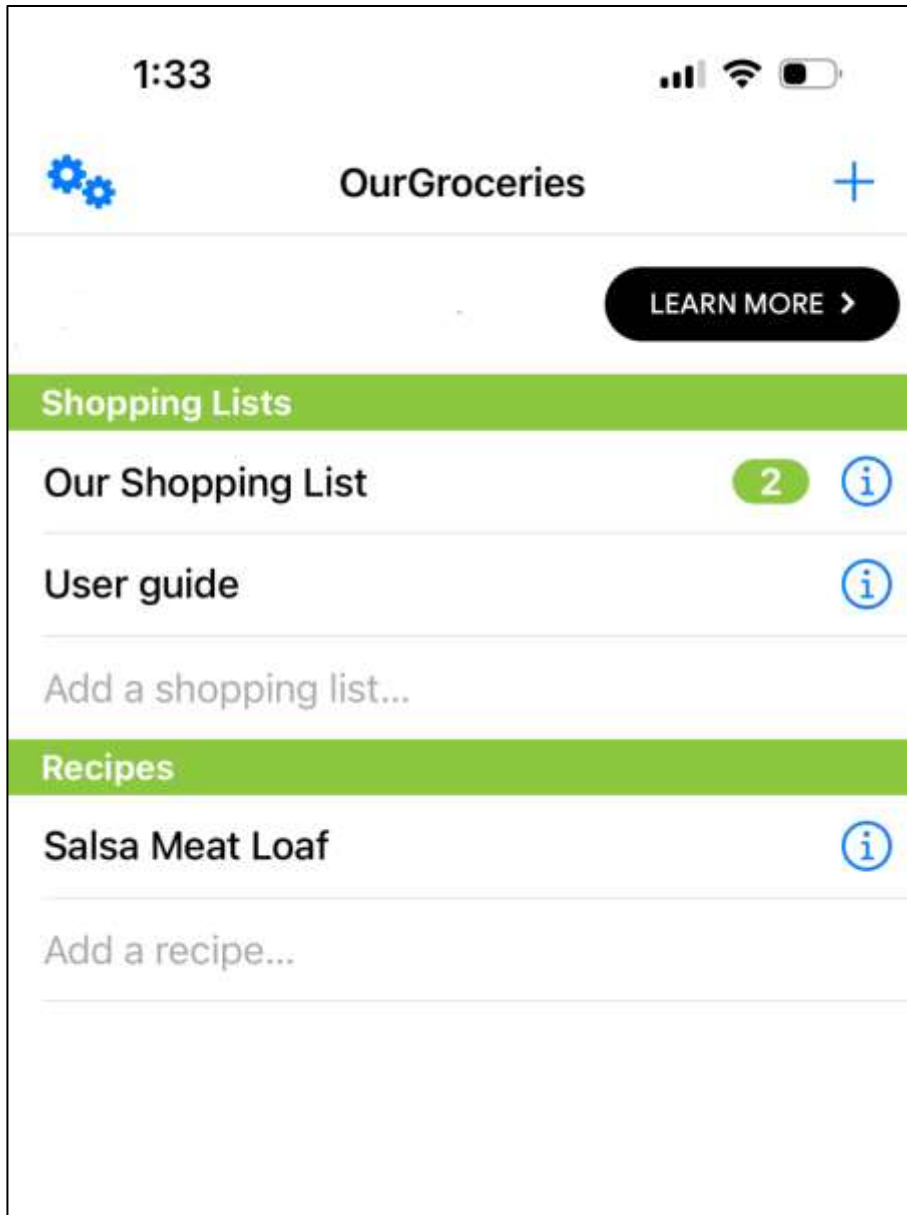 1:33
OurGroceries
LEARN MORE
Shopping Lists
Our Shopping List 2
User guide
Add a shopping list...
Recipes
Salsa Meat Loaf
Add a recipe...